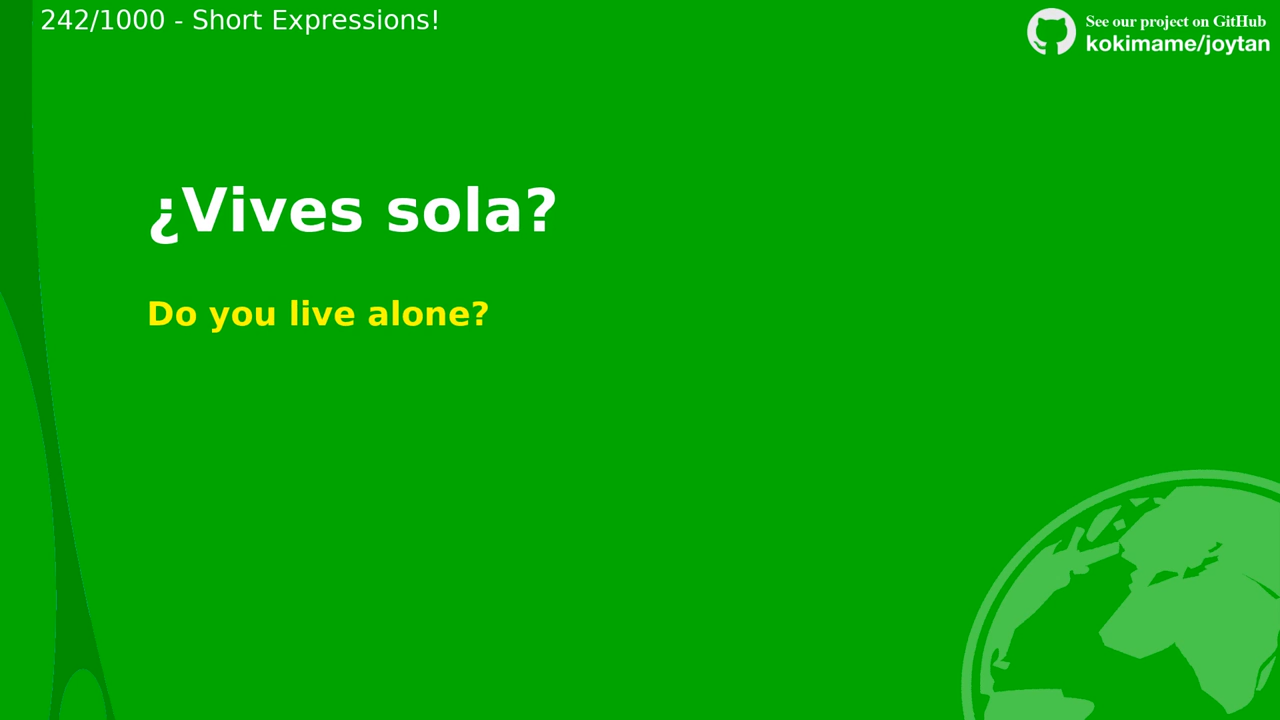 242/1000 - Short Expressions!
See our project on GitHub
kokimame/joytan
¿Vives sola?
Do you live alone?